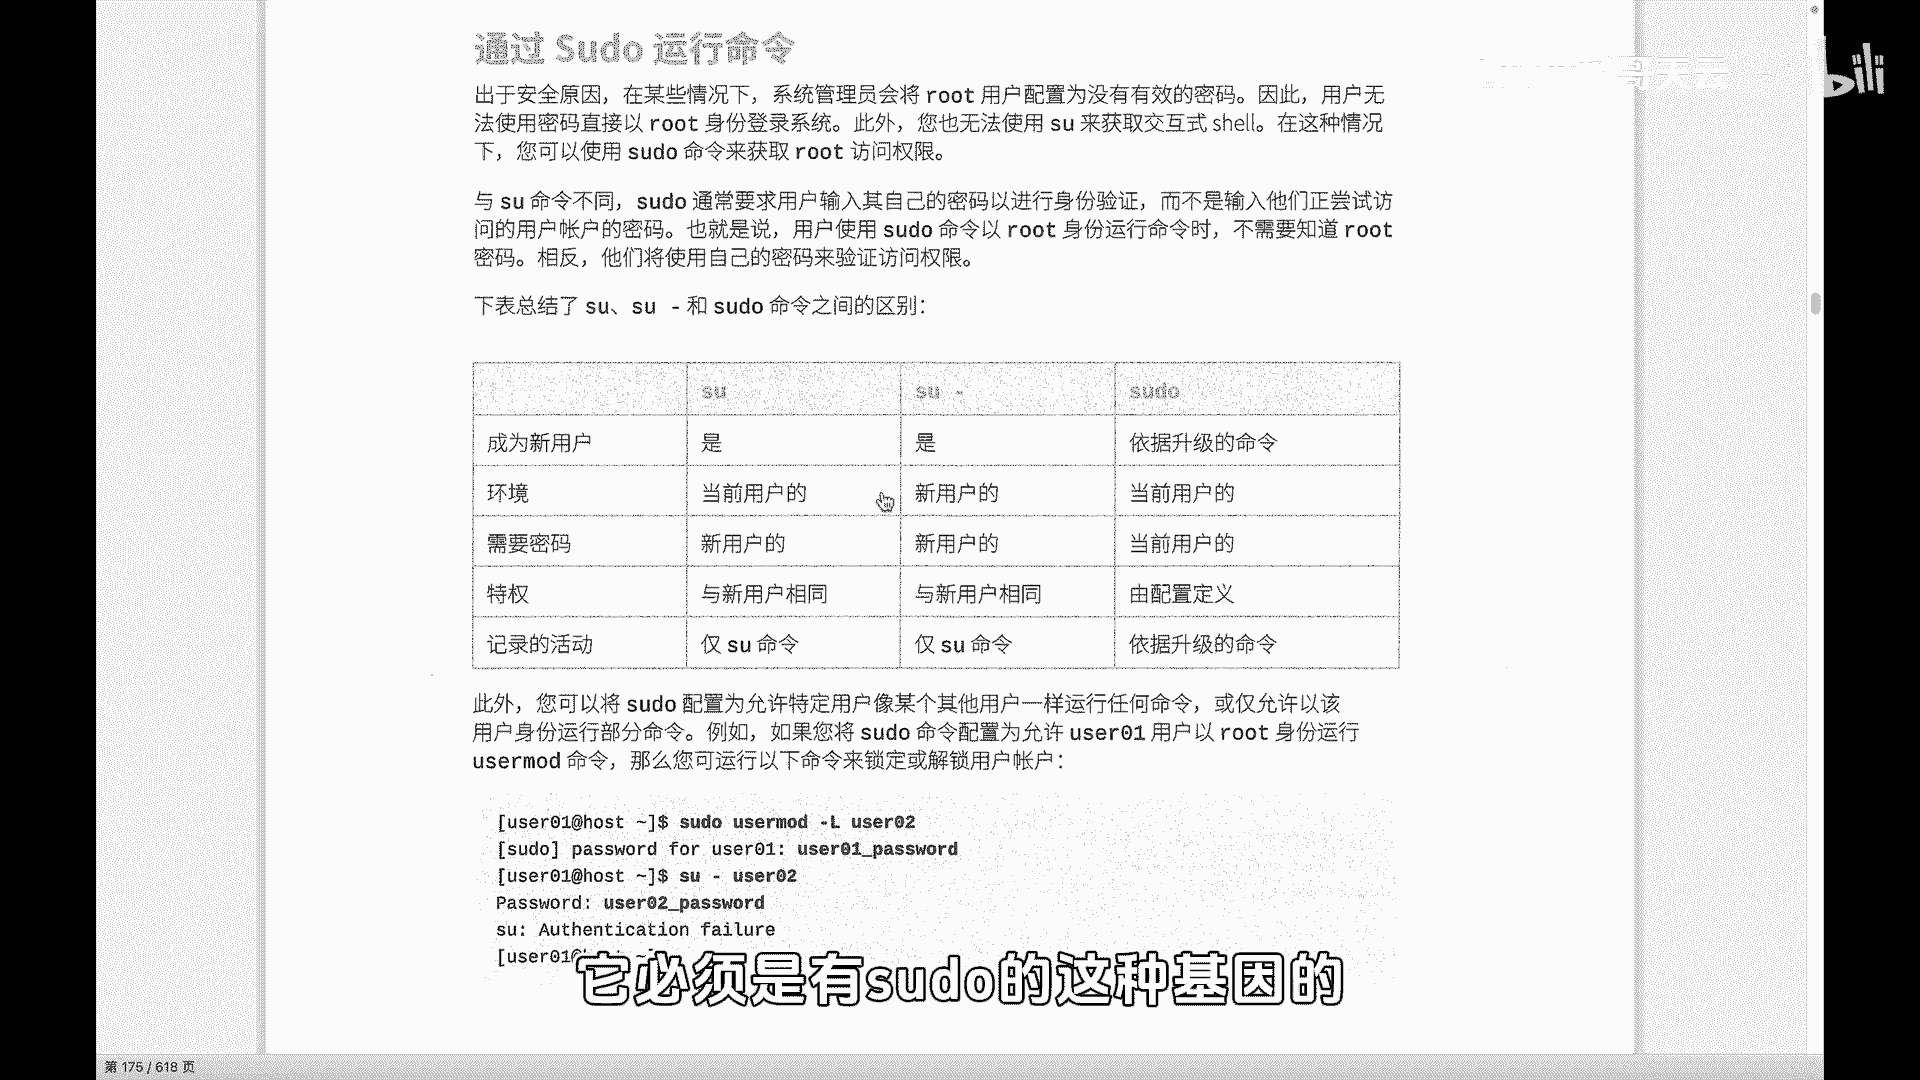 通过 Sudo 运行命令
出于安全原因，在某些情况下，系统管理员会将 root 用户配置为没有有效的密码。因此，用户无
法使用密码直接以 root 身份登录系统。此外，您也无法使用 su 来获取交互式 shell。在这种情况
下，您可以使用 sudo 命令来获取 root 访问权限。
与 su 命令不同，sudo 通常要求用户输入其自己的密码以进行身份验证，而不是输入他们正尝试访
问的用户帐户的密码。也就是说，用户使用 sudo 命令以 root 身份运行命令时，不需要知道 root
密码。相反，他们将使用自己的密码来验证访问权限。
下表总结了 su、su - 和 sudo 命令之间的区别：
su su - sudo
成为新用户 是 是 依据升级的命令
环境 当前用户的 新用户的 当前用户的
需要密码 新用户的 新用户的 当前用户的
特权 与新用户相同 与新用户相同 由配置定义
记录的活动 仅 su 命令 仅 su 命令 依据升级的命令
此外，您可以将 sudo 配置为允许特定用户像某个其他用户一样运行任何命令，或仅允许以该
用户身份运行部分命令。例如，如果您将 sudo 命令配置为允许 user01 用户以 root 身份运行
usermod 命令，那么您可运行以下命令来锁定或解锁用户帐户：
[user01@host ~]$ sudo usermod -L user02
[sudo] password for user01: user01_password
[user01@host ~]$ su - user02
Password: user02_password
su: Authentication failure
[user01@
它必须是有sudo的这种基因的
第 175 / 618 页
bili